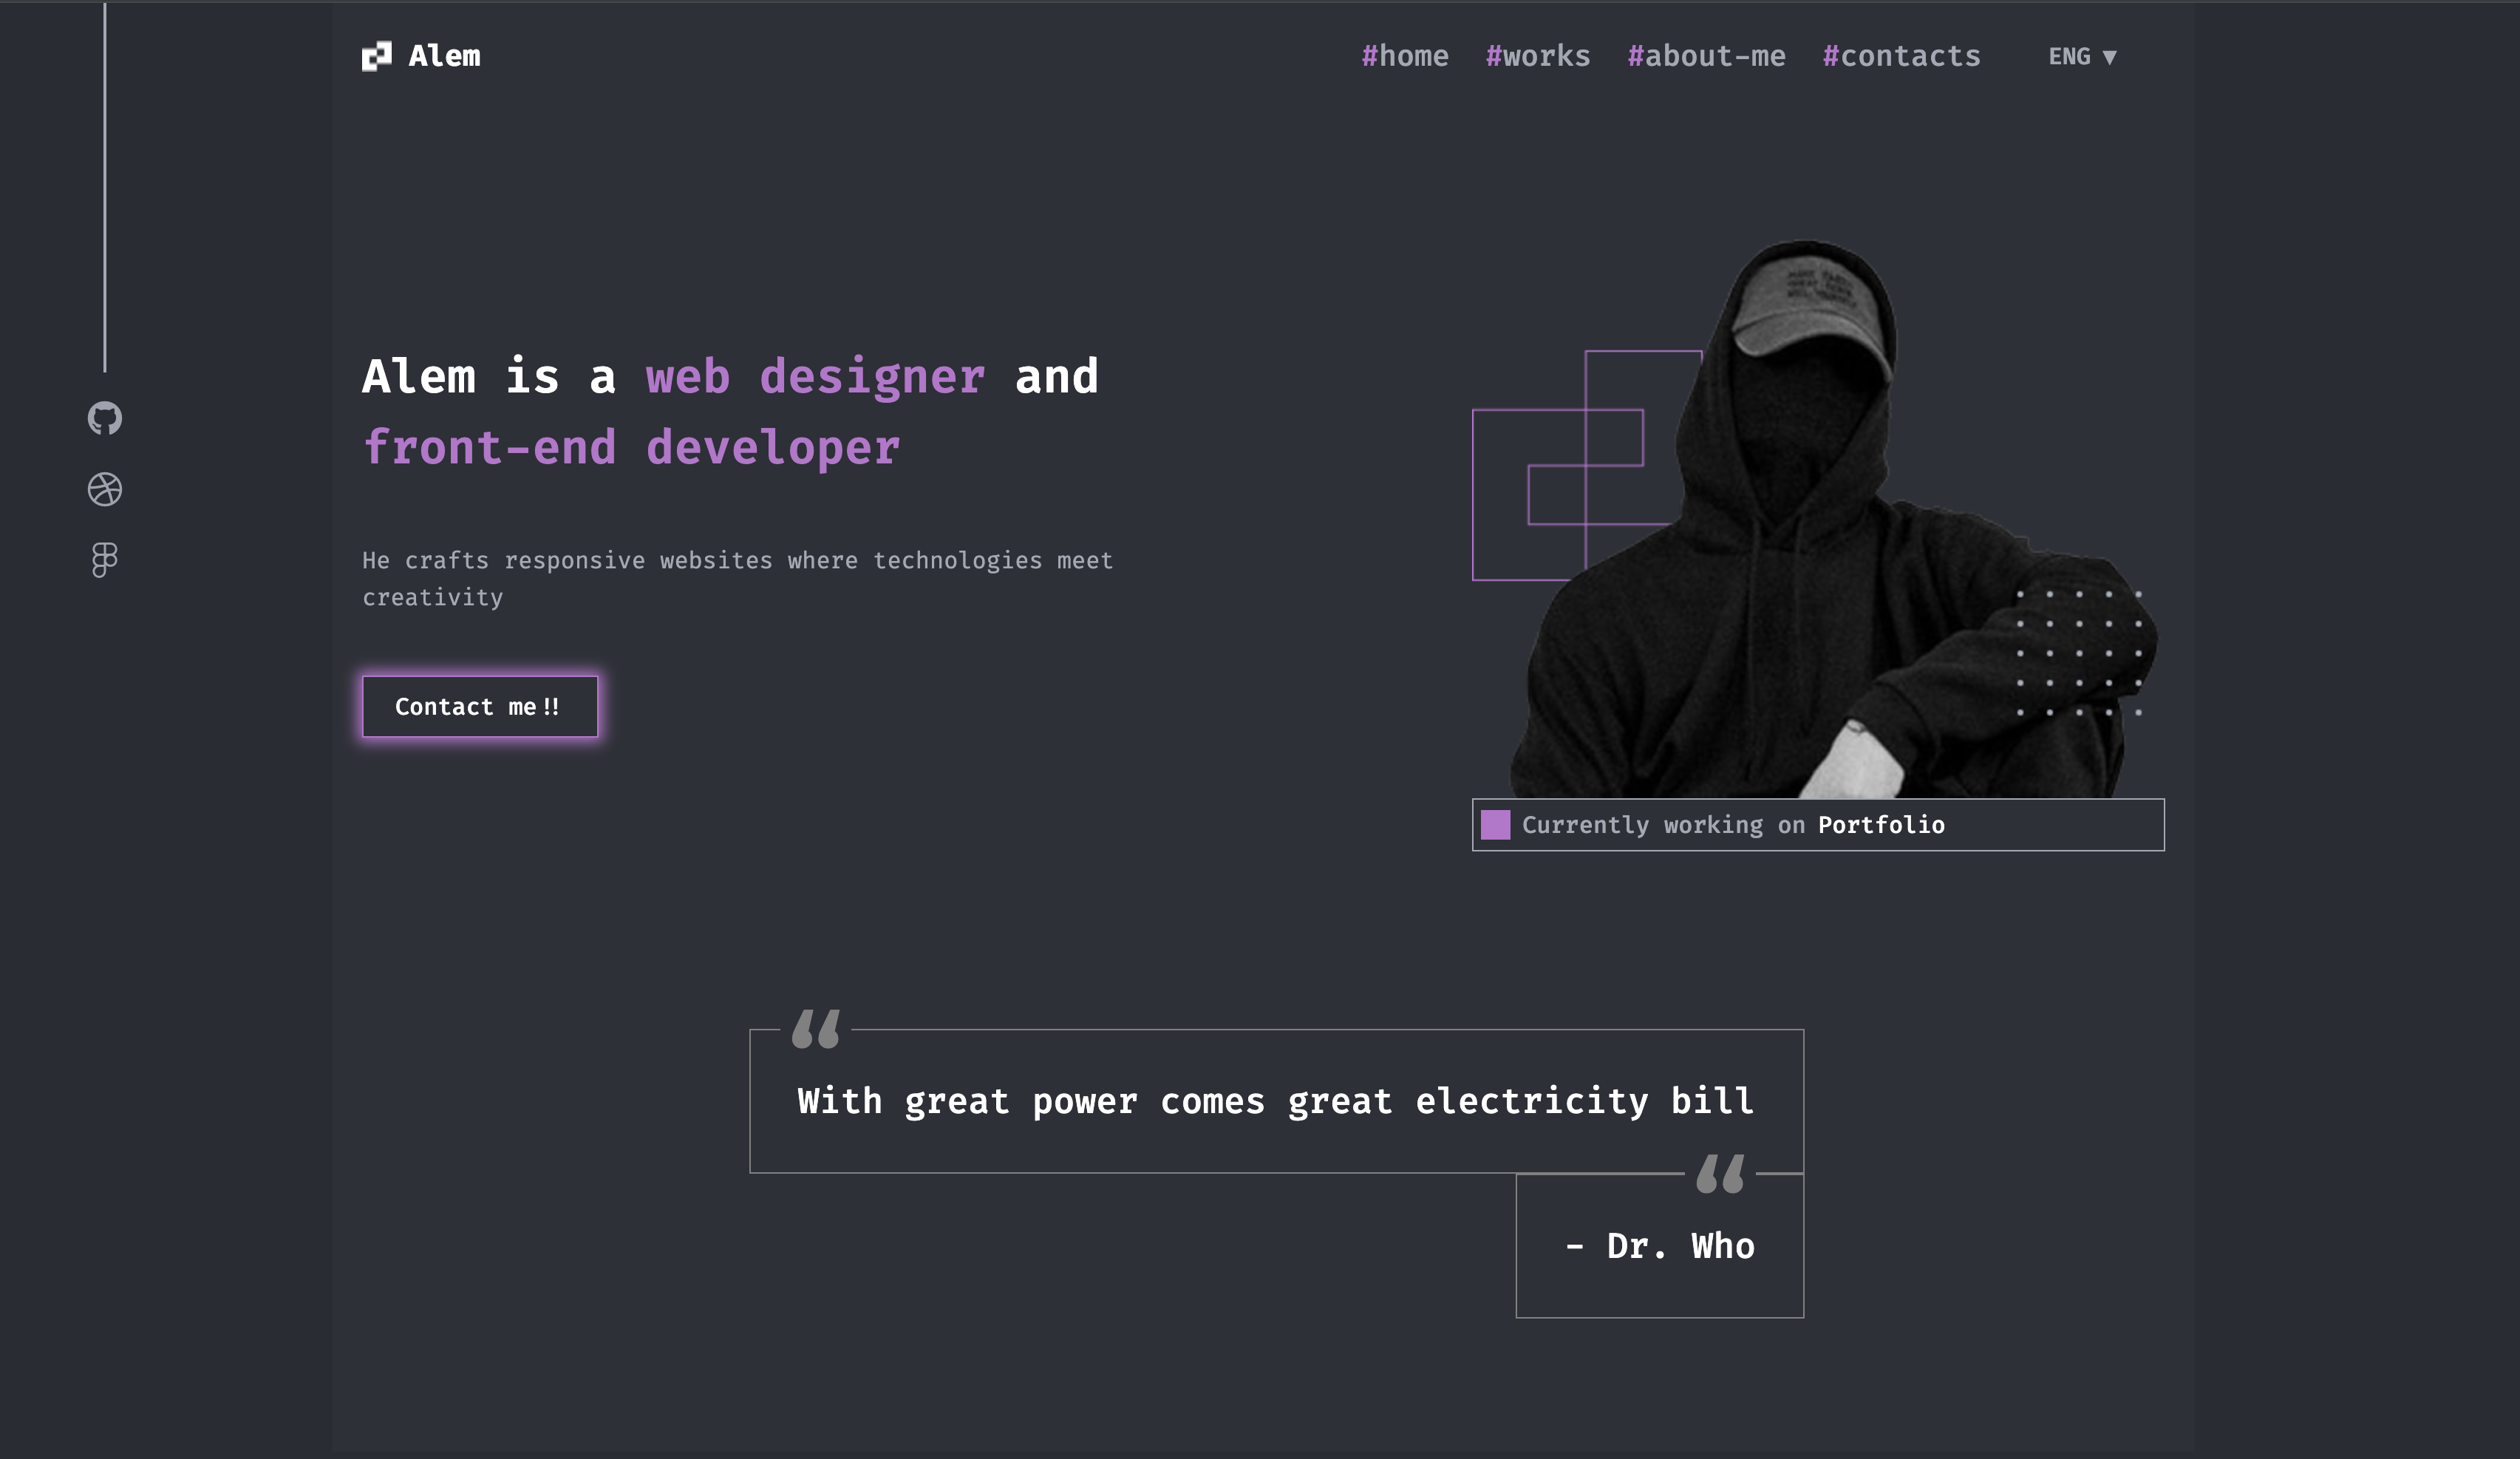 Alem
#home #works #about-me #contacts ENG ▼
Alem is a web designer and
front-end developer
He crafts responsive websites where technologies meet
creativity
Contact me!!
Currently working on Portfolio
“
With great power comes great electricity bill
“
- Dr. Who